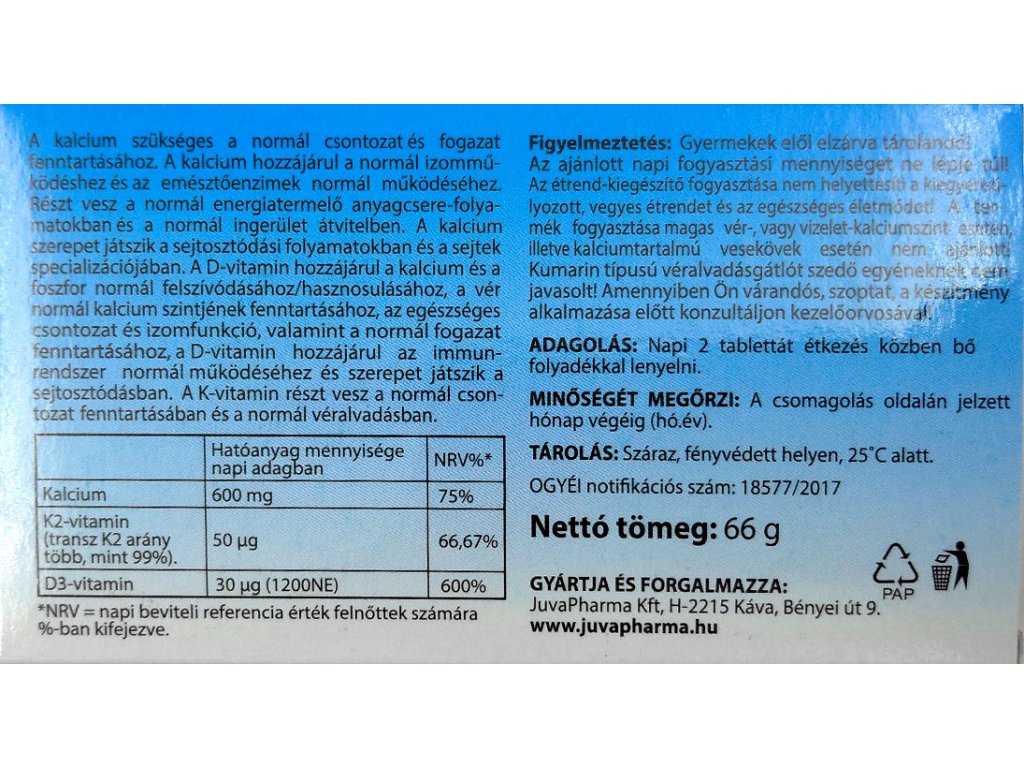 A kalcium szükséges a normál csontozat és fogazat
fenntartásához. A kalcium hozzájárul a normál izommű-
ködéshez és az emésztőenzimek normál működéséhez.
Részt vesz a normál energiatermelő anyagcsere-folya-
matokban és a normál ingerület átvitelben. A kalcium
szerepet játszik a sejtosztódási folyamatokban és a sejtek
specializációjában. A D-vitamin hozzájárul a kalcium és a
foszfor normál felszívódásához/hasznosulásához, a vér
normál kalcium szintjének fenntartásához, az egészséges
csontozat és izomfunkció, valamint a normál fogazat
fenntartásához, a D-vitamin hozzájárul az immun-
rendszer normál működéséhez és szerepet játszik a
sejtosztódásban. A K-vitamin részt vesz a normál cson-
tozat fenntartásában és a normál véralvadásban.
Hatóanyag mennyisége
napi adagban
NRV%*
Kalcium 600 mg 75%
K2-vitamin
(transz K2 arány
több, mint 99%).
50 µg 66,67%
D3-vitamin 30 µg (1200NE) 600%
*NRV = napi beviteli referencia érték felnőttek számára
%-ban kifejezve.
Figyelmeztetés: Gyermekek elől elzárva tárolandó!
Az ajánlott napi fogyasztási mennyiséget ne lépje túl!
Az étrend-kiegészítő fogyasztása nem helyettesíti a kiegyensú-
lyozott, vegyes étrendet és az egészséges életmódot! A ter-
mék fogyasztása magas vér-, vagy vizelet-kalciumszint esetén,
illetve kalciumtartalmú vesekövek esetén nem ajánlott!
Kumarin típusú véralvadásgátlót szedő egyéneknek nem
javasolt! Amennyiben Ön várandós, szoptat, a készítmény
alkalmazása előtt konzultáljon kezelőorvosával.
ADAGOLÁS: Napi 2 tablettát étkezés közben bő
folyadékkal lenyelni.
MINŐSÉGÉT MEGŐRZI: A csomagolás oldalán jelzett
hónap végéig (hó.év).
TÁROLÁS: Száraz, fényvédett helyen, 25°C alatt.
OGYÉI notifikációs szám: 18577/2017
Nettó tömeg: 66 g
GYÁRTJA ÉS FORGALMAZZA:
JuvaPharma Kft, H-2215 Káva, Bényei út 9.
www.juvapharma.hu
PAP